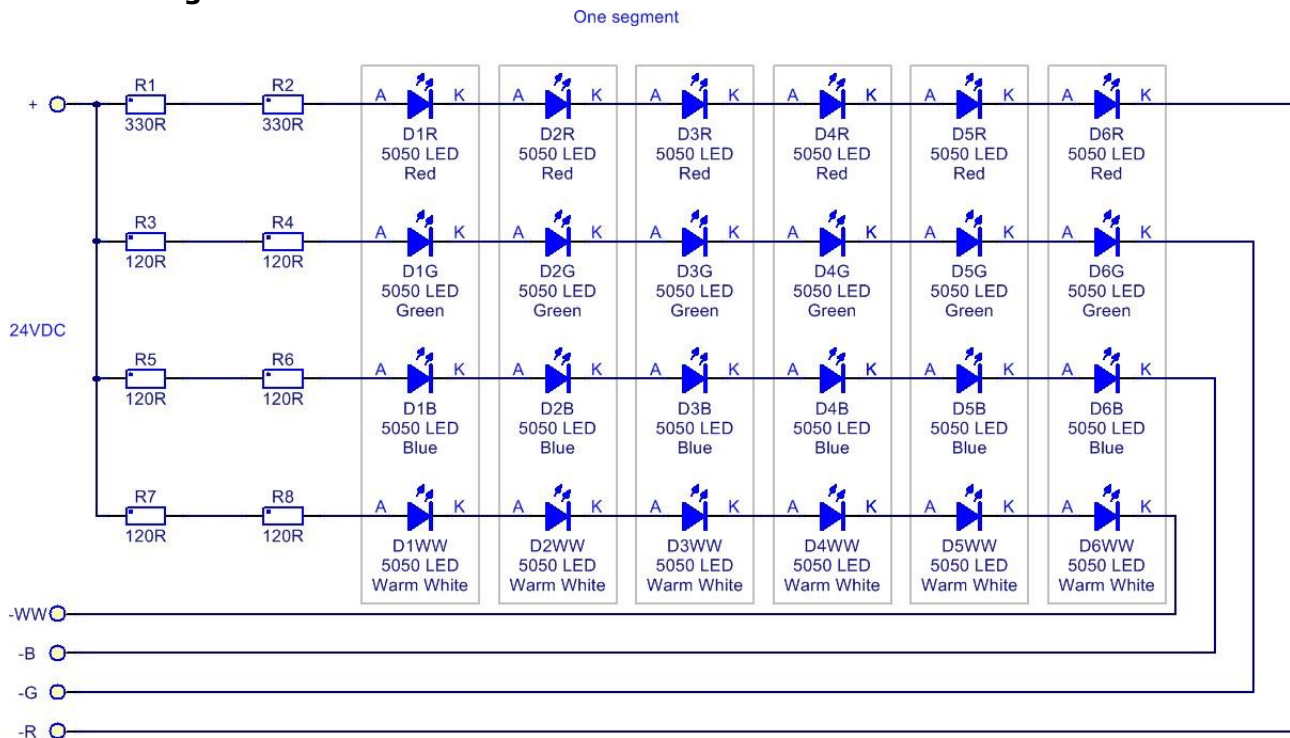 One segment
R1 R2
+ A K A K A K A K A K A K
330R 330R
D1R D2R D3R D4R D5R D6R
5050 LED 5050 LED 5050 LED 5050 LED 5050 LED 5050 LED
Red Red Red Red Red Red
R3 R4
A K A K A K A K A K A K
120R 120R
D1G D2G D3G D4G D5G D6G
5050 LED 5050 LED 5050 LED 5050 LED 5050 LED 5050 LED
Green Green Green Green Green Green
24VDC
R5 R6
A K A K A K A K A K A K
120R 120R
D1B D2B D3B D4B D5B D6B
5050 LED 5050 LED 5050 LED 5050 LED 5050 LED 5050 LED
Blue Blue Blue Blue Blue Blue
R7 R8
A K A K A K A K A K A K
120R 120R
D1WW D2WW D3WW D4WW D5WW D6WW
5050 LED 5050 LED 5050 LED 5050 LED 5050 LED 5050 LED
Warm White Warm White Warm White Warm White Warm White Warm White
-WW
-B
-G
-R